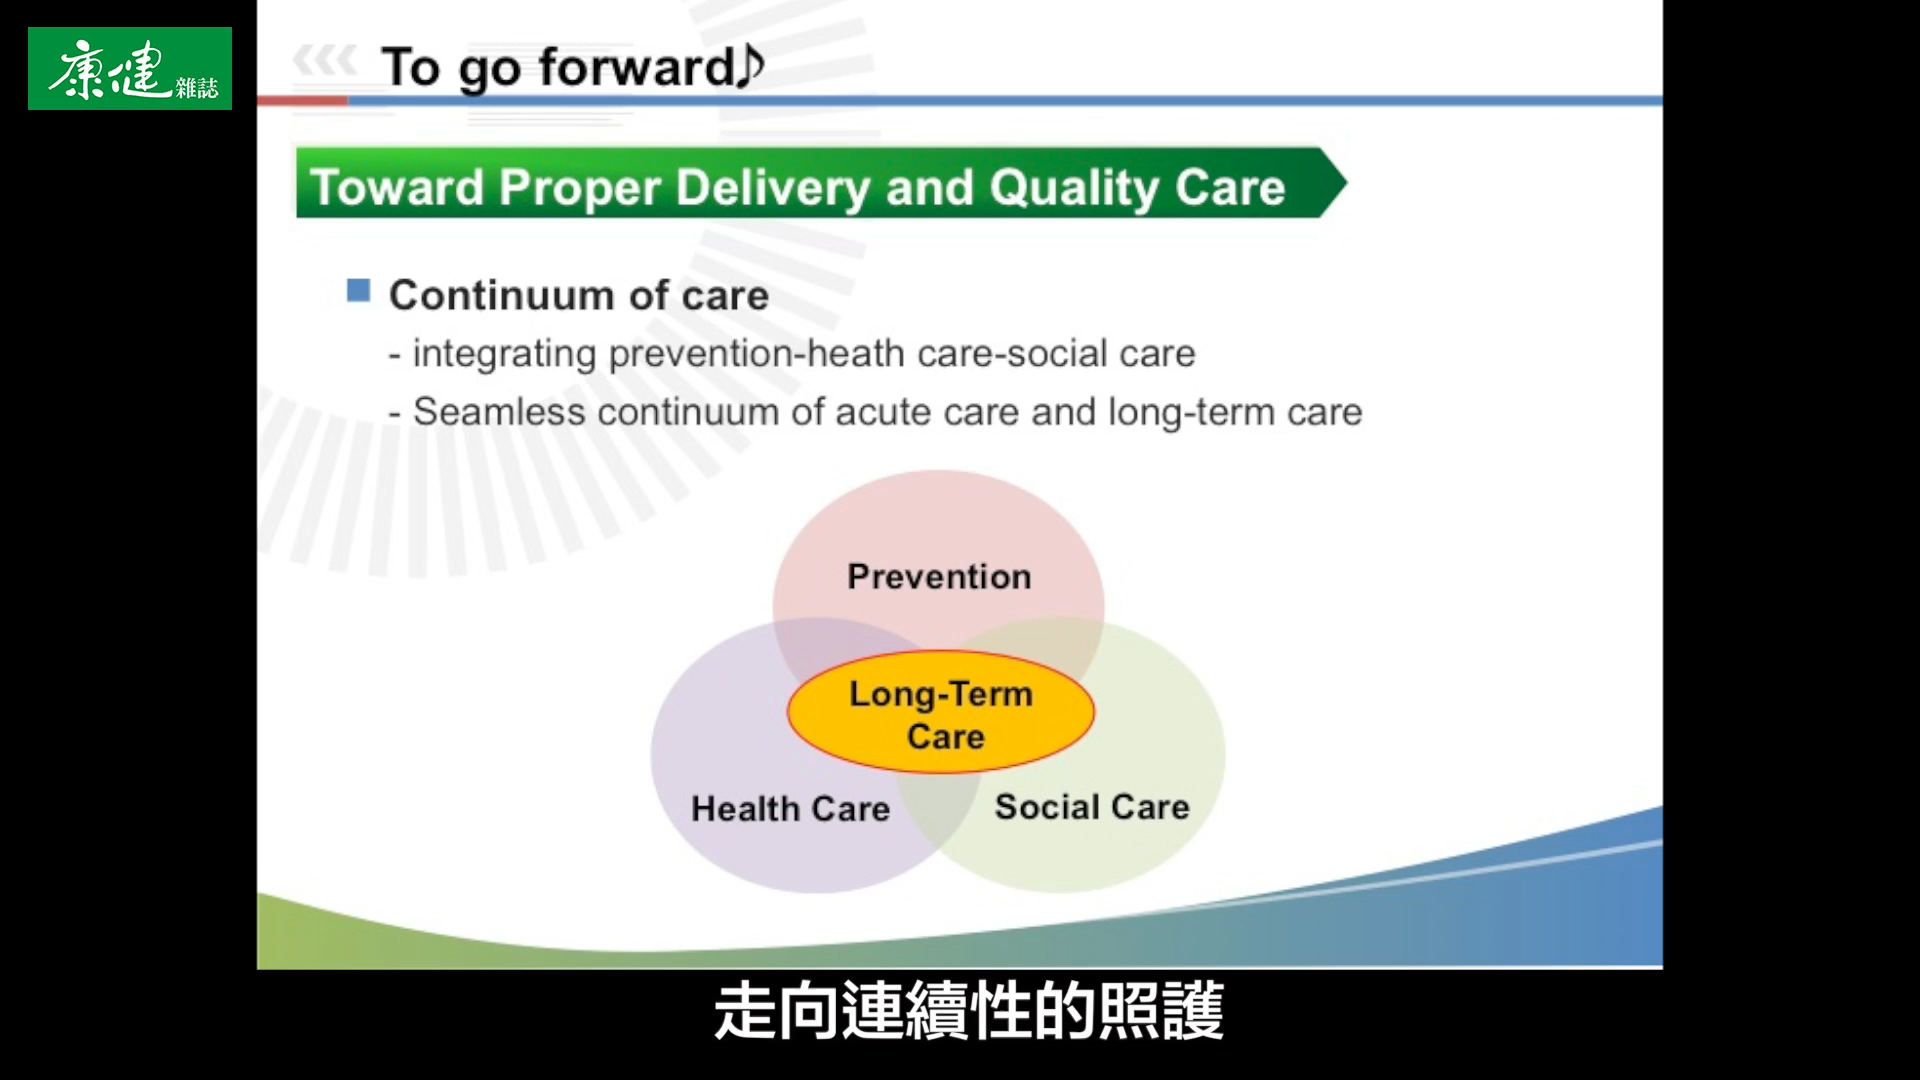 康健雜誌
To go forward♪
Toward Proper Delivery and Quality Care
Continuum of care
- integrating prevention-heath care-social care
- Seamless continuum of acute care and long-term care
Prevention
Long-Term
Care
Health Care
Social Care
走向連續性的照護